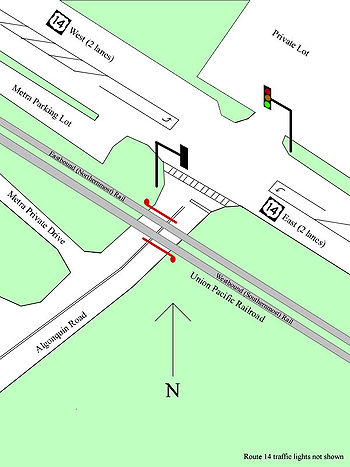 14
West (2 lanes)
Private Lot
Metra Parking Lot
Eastbound (Northernmost) Rail
Metra Private Drive
14
East (2 lanes)
Westbound (Southernmost) Rail
Union Pacific Railroad
Algonquin Road
N
Route 14 traffic lights not shown